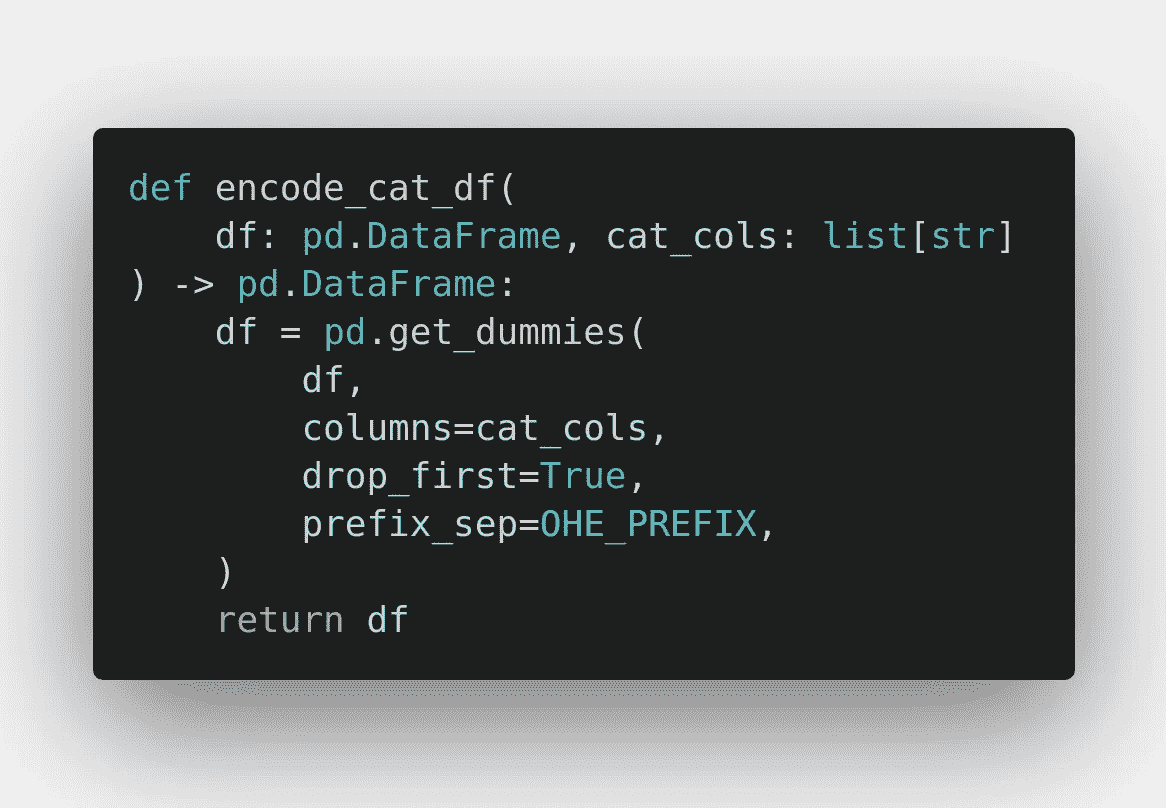 def encode_cat_df(
    df: pd.DataFrame, cat_cols: list[str]
) -> pd.DataFrame:
    df = pd.get_dummies(
        df,
        columns=cat_cols,
        drop_first=True,
        prefix_sep=OHE_PREFIX,
    )
    return df